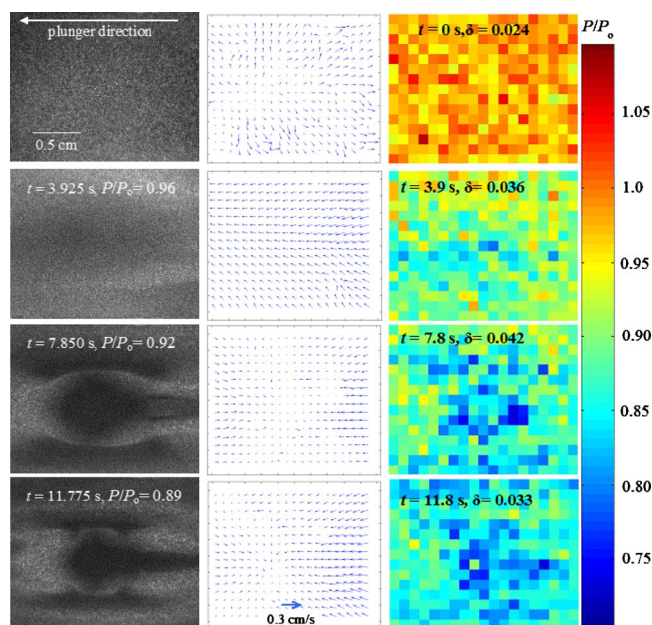 plunger direction
0.5 cm
t = 0 s,δ= 0.024
P/Po
1.05
1.0
0.95
0.90
0.85
0.80
0.75
t = 3.925 s, P/Po= 0.96
t = 3.9 s, δ= 0.036
t = 7.850 s, P/Po= 0.92
t = 7.8 s, δ= 0.042
t = 11.775 s, P/Po= 0.89
t = 11.8 s, δ= 0.033
0.3 cm/s